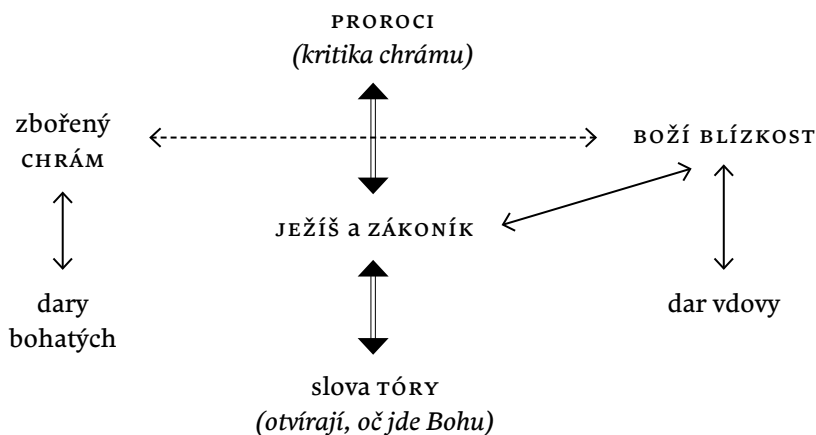 PROROCI
(kritika chrámu)
zbořený
CHRÁM
BOŽÍ BLÍZKOST
JEŽÍŠ a ZÁKONÍK
dary
bohatých
dar vdovy
slova TÓRY
(otvírají, oč jde Bohu)